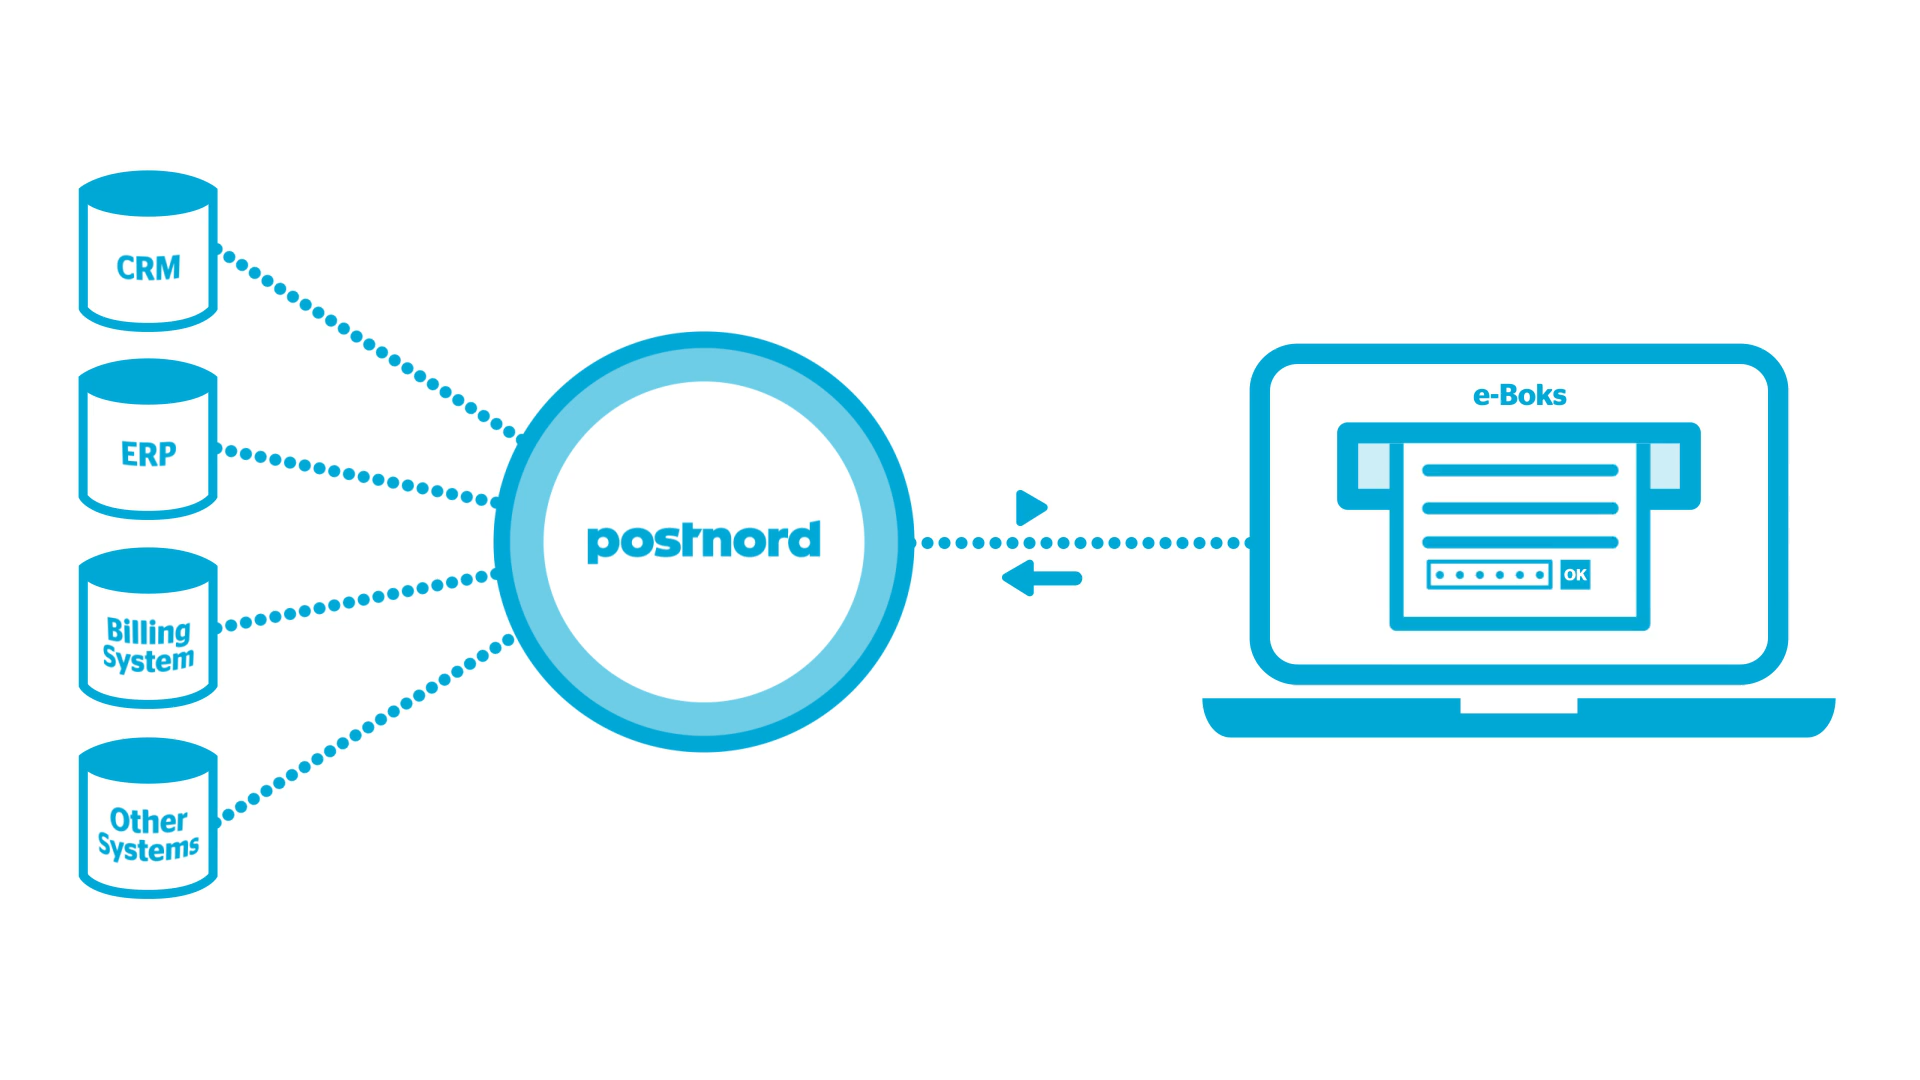 CRM
ERP
Billing
System
Other
Systems
postnord
e-Boks
OK